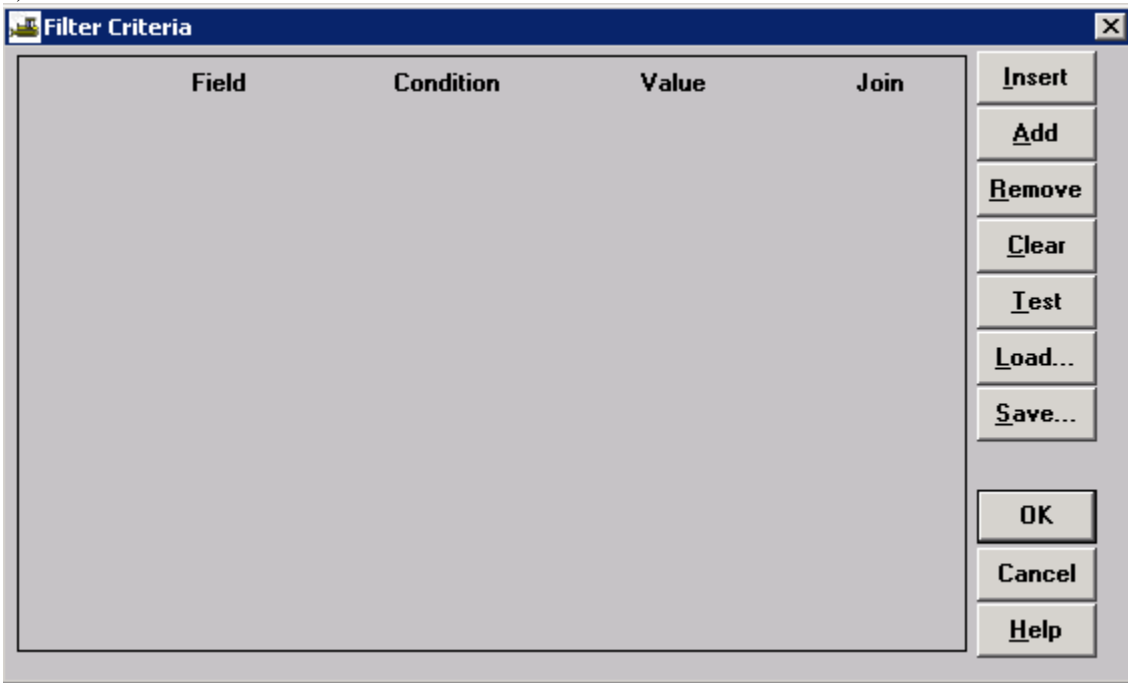 Filter Criteria
Field Condition Value Join
Insert
Add
Remove
Clear
Test
Load...
Save...
OK
Cancel
Help